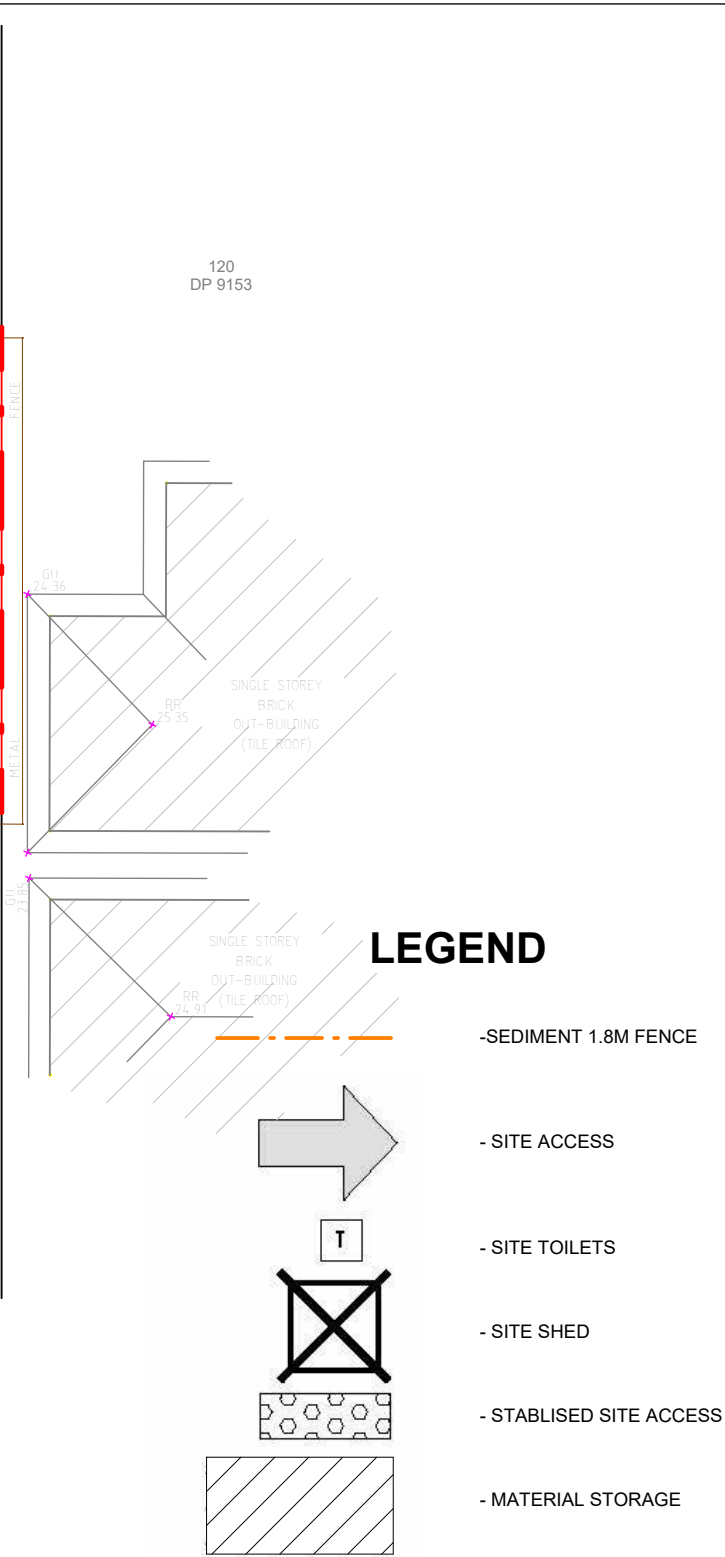 120
DP 9153
FENCE
METAL
GU
24.36
RR
25.35
SINGLE STOREY
BRICK
OUT-BUILDING
(TILE ROOF)
GU
23.85
SINGLE STOREY
BRICK
OUT-BUILDING
(TILE ROOF)
RR
24.91
LEGEND
-SEDIMENT 1.8M FENCE
- SITE ACCESS
T
- SITE TOILETS
- SITE SHED
- STABLISED SITE ACCESS
- MATERIAL STORAGE